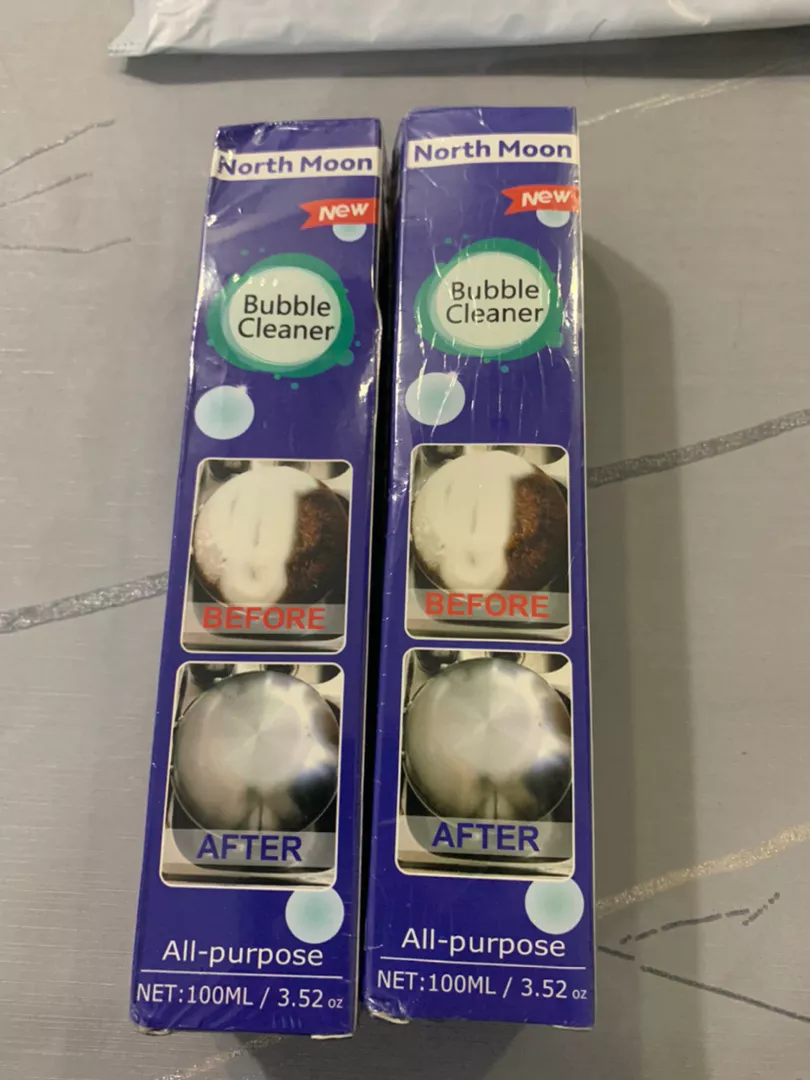 North Moon
New
Bubble
Cleaner
BEFORE
AFTER
All-purpose
NET:100ML / 3.52 oz
North Moon
New
Bubble
Cleaner
BEFORE
AFTER
All-purpose
NET:100ML / 3.52 oz